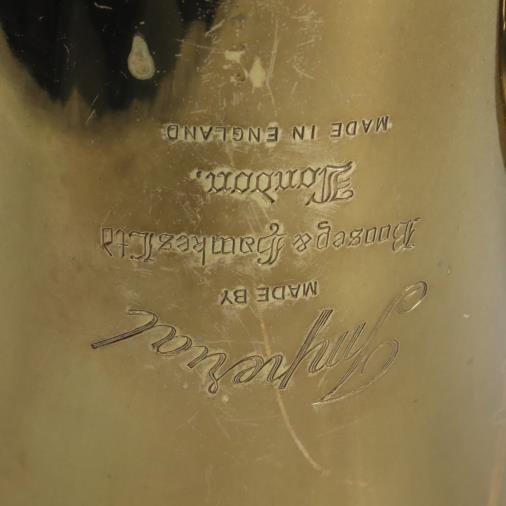 Imperial
MADE BY
Boosey & Hawkes Ltd
London.
MADE IN ENGLAND